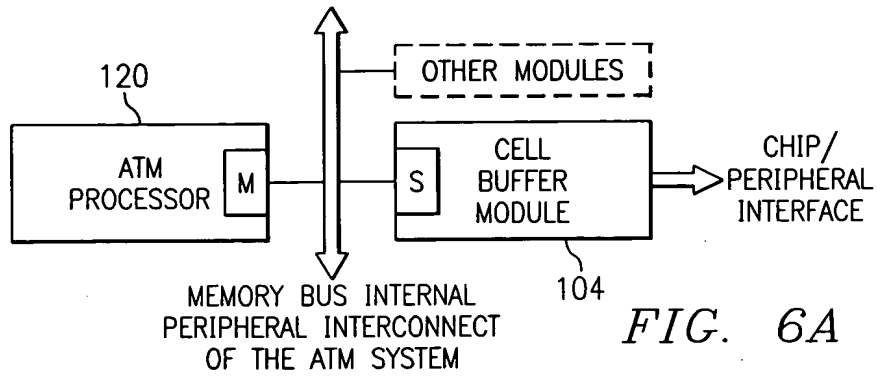 OTHER MODULES
120
ATM
PROCESSOR
M
S
CELL
BUFFER
MODULE
CHIP/
PERIPHERAL
INTERFACE
104
MEMORY BUS INTERNAL
PERIPHERAL INTERCONNECT
OF THE ATM SYSTEM
FIG. 6A